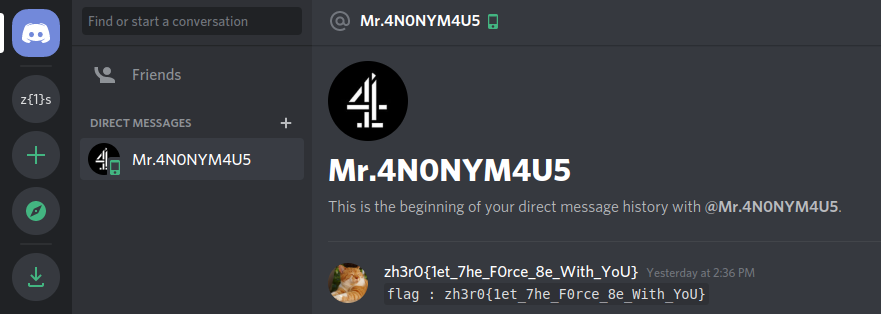 Find or start a conversation
@ Mr.4N0NYM4U5
Friends
z{1}s
DIRECT MESSAGES +
Mr.4N0NYM4U5
Mr.4N0NYM4U5
This is the beginning of your direct message history with @Mr.4N0NYM4U5.
zh3r0{1et_7he_F0rce_8e_With_YoU} Yesterday at 2:36 PM
flag : zh3r0{1et_7he_F0rce_8e_With_YoU}